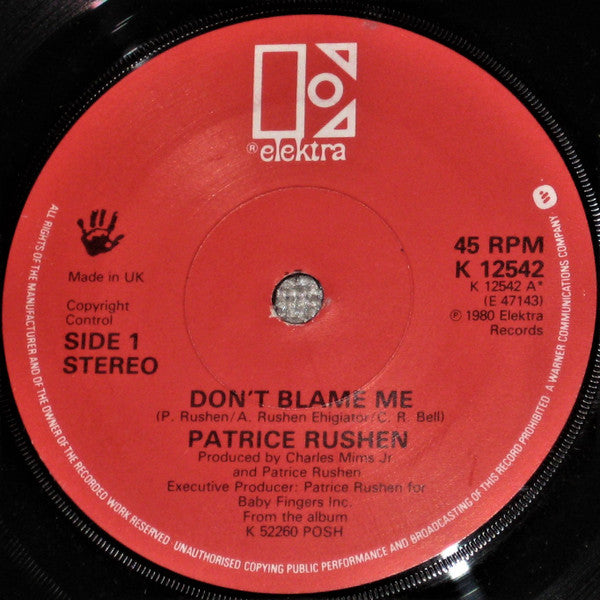 ® elektra
45 RPM
K 12542
K 12542 A*
(E 47143)
℗ 1980 Elektra
Records
Made in UK
Copyright
Control
SIDE 1
STEREO
DON'T BLAME ME
(P. Rushen/A. Rushen Ehigiator/C. R. Bell)
PATRICE RUSHEN
Produced by Charles Mims Jr
and Patrice Rushen
Executive Producer: Patrice Rushen for
Baby Fingers Inc.
From the album
K 52260 POSH
ALL RIGHTS OF THE MANUFACTURER AND OF THE OWNER OF THE RECORDED WORK RESERVED UNAUTHORISED COPYING PUBLIC PERFORMANCE AND BROADCASTING OF THIS RECORD PROHIBITED A WARNER COMMUNICATIONS COMPANY